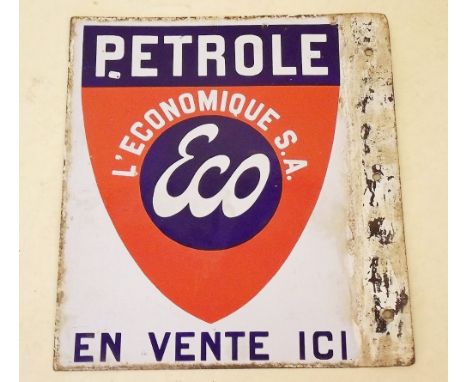 PETROLE
L'ECONOMIQUE S.A.
Eco
EN VENTE ICI